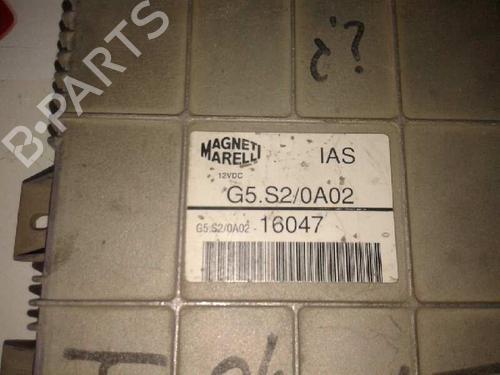 B-PARTS
¿?
MAGNETI MARELLI
IAS
12VDC
G5.S2/0A02
G5.S2/0A02 - 16047